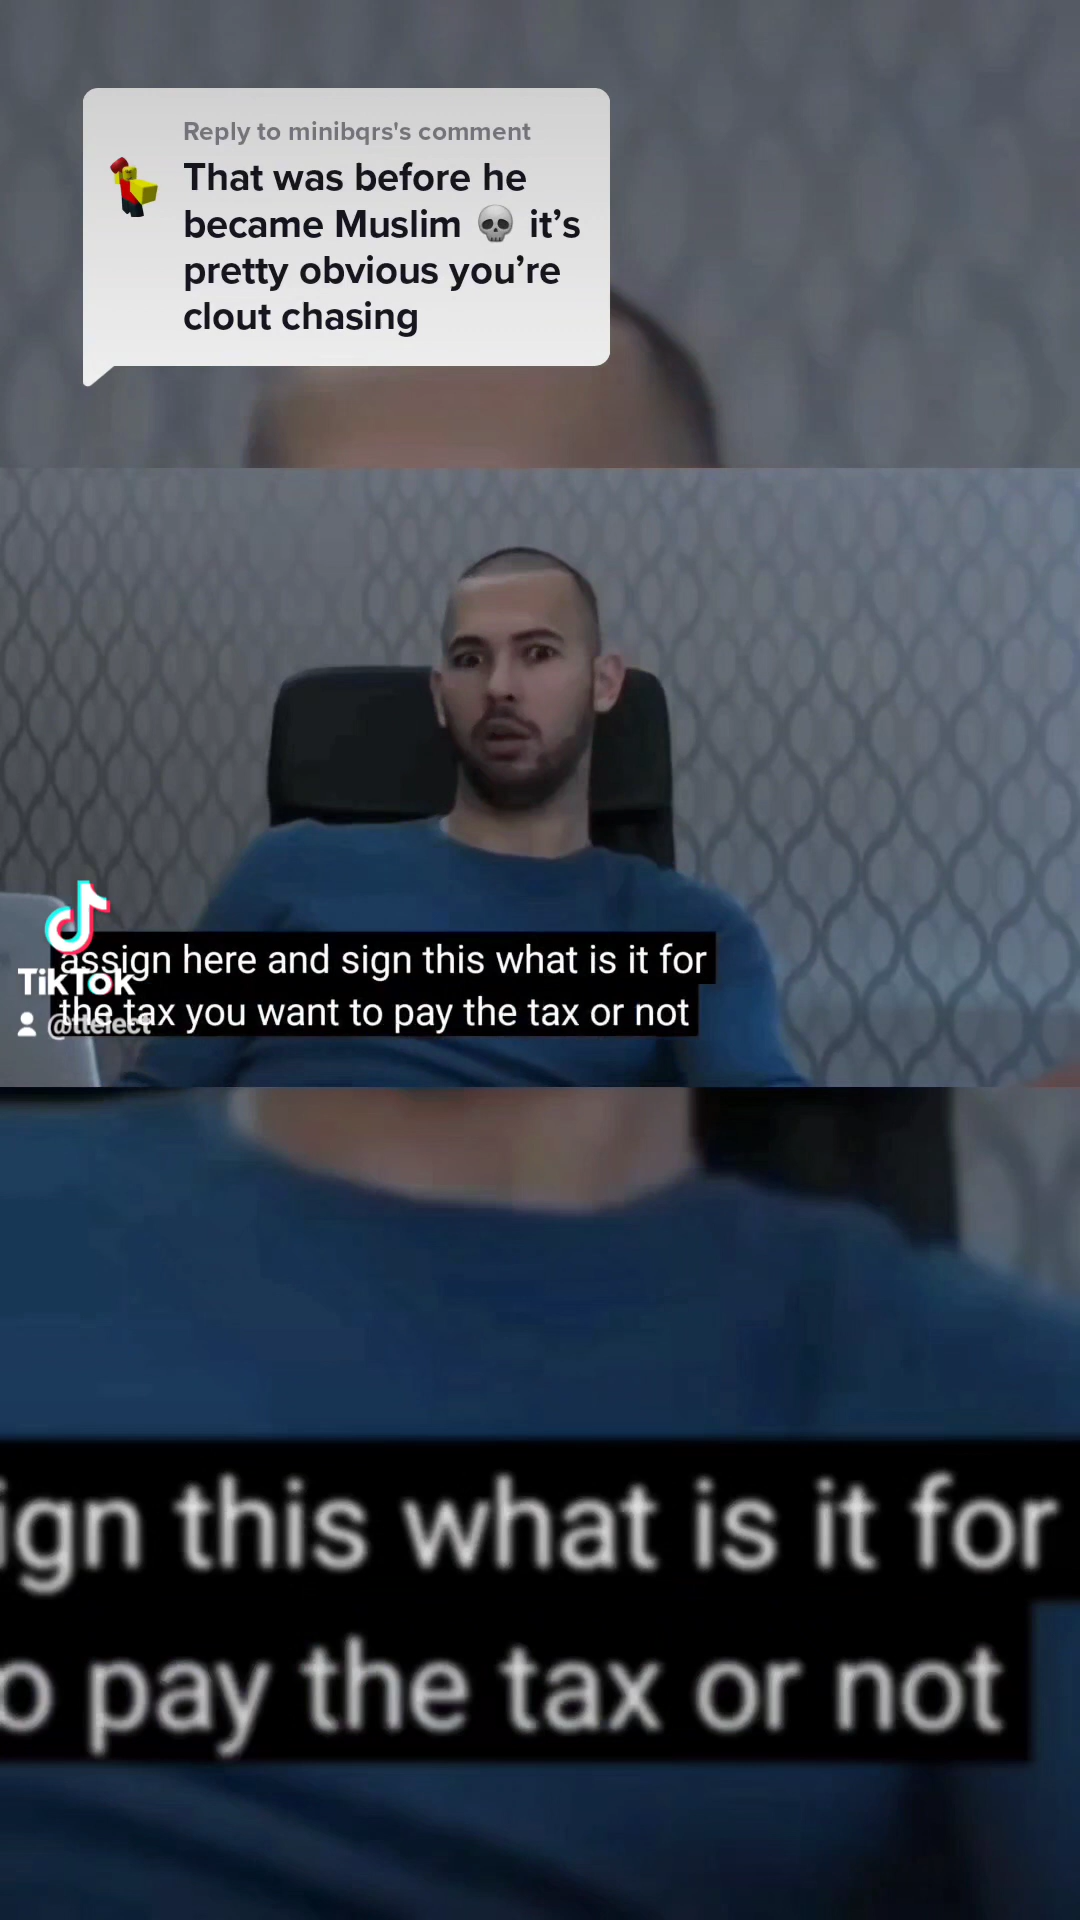 Reply to minibqrs's comment
That was before he
became Muslim 💀 it’s
pretty obvious you’re
clout chasing
assign here and sign this what is it for
the tax you want to pay the tax or not
TikTok
ign this what is it for
o pay the tax or not